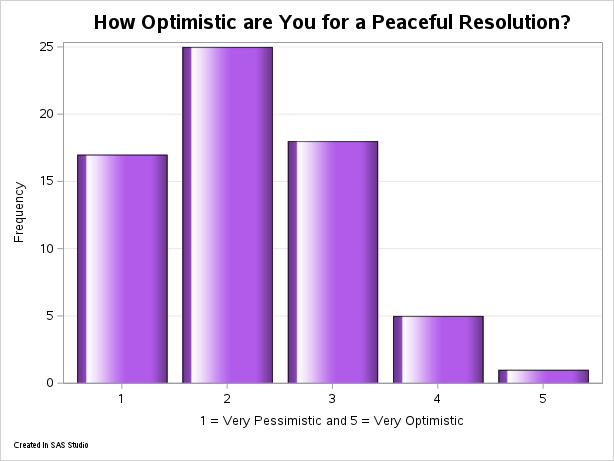 How Optimistic are You for a Peaceful Resolution?
25
20
15
10
5
0
Frequency
1 2 3 4 5
1 = Very Pessimistic and 5 = Very Optimistic
Created In SAS Studio